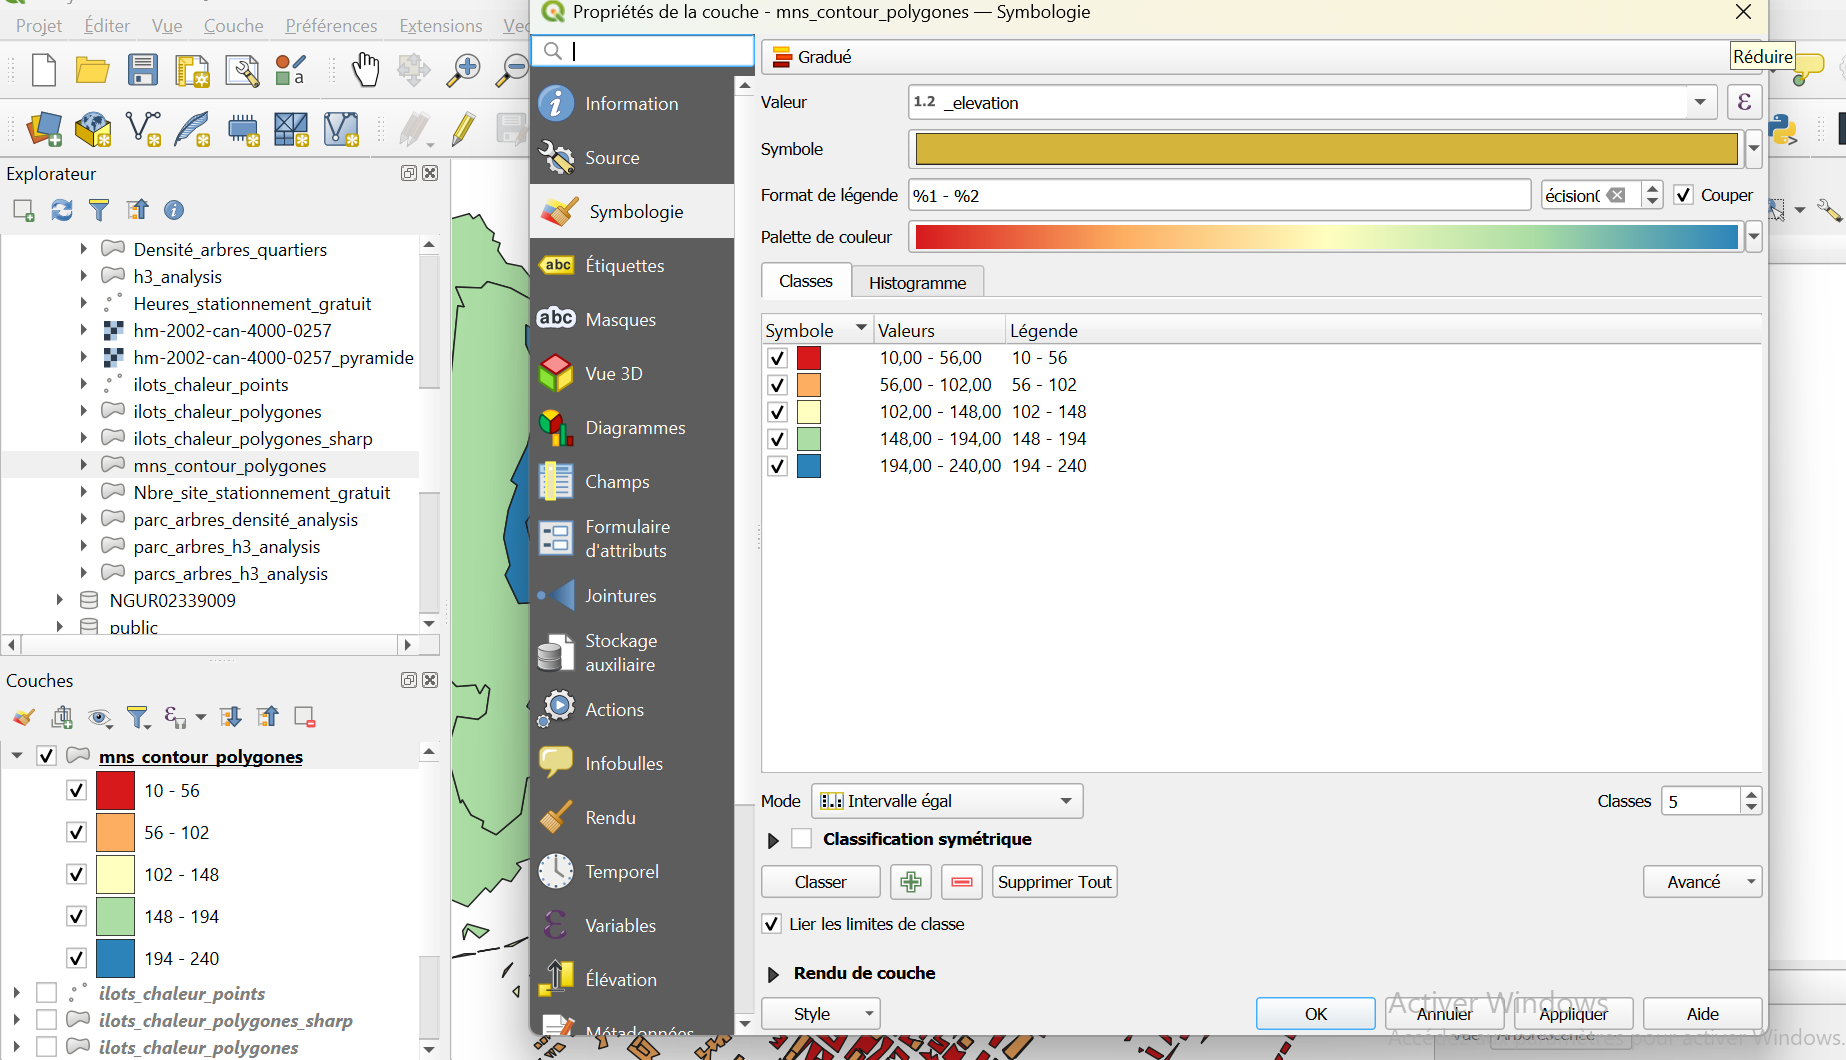 Propriétés de la couche - mns_contour_polygones — Symbologie
Projet Éditer Vue Couche Préférences Extensions
Gradué
Réduire
Information
Source
Symbologie
Étiquettes
Masques
Vue 3D
Diagrammes
Champs
Formulaire
d'attributs
Jointures
Stockage
auxiliaire
Actions
Infobulles
Rendu
Temporel
Variables
Élévation
Métadonnées
Valeur
1.2 _elevation
ε
Symbole
Format de légende
%1 - %2
écision(
Couper
Palette de couleur
Classes
Histogramme
Symbole Valeurs Légende
10,00 - 56,00 10 - 56
56,00 - 102,00 56 - 102
102,00 - 148,00 102 - 148
148,00 - 194,00 148 - 194
194,00 - 240,00 194 - 240
Mode
Intervalle égal
Classes 5
Classification symétrique
Classer
Supprimer Tout
Avancé
Lier les limites de classe
Rendu de couche
Style
OK
Annuler
Appliquer
Aide
Activer Windows
Explorateur
Densité_arbres_quartiers
h3_analysis
Heures_stationnement_gratuit
hm-2002-can-4000-0257
hm-2002-can-4000-0257_pyramide
ilots_chaleur_points
ilots_chaleur_polygones
ilots_chaleur_polygones_sharp
mns_contour_polygones
Nbre_site_stationnement_gratuit
parc_arbres_densité_analysis
parc_arbres_h3_analysis
parcs_arbres_h3_analysis
NGUR02339009
public
Couches
mns_contour_polygones
10 - 56
56 - 102
102 - 148
148 - 194
194 - 240
ilots_chaleur_points
ilots_chaleur_polygones_sharp
ilots_chaleur_polygones